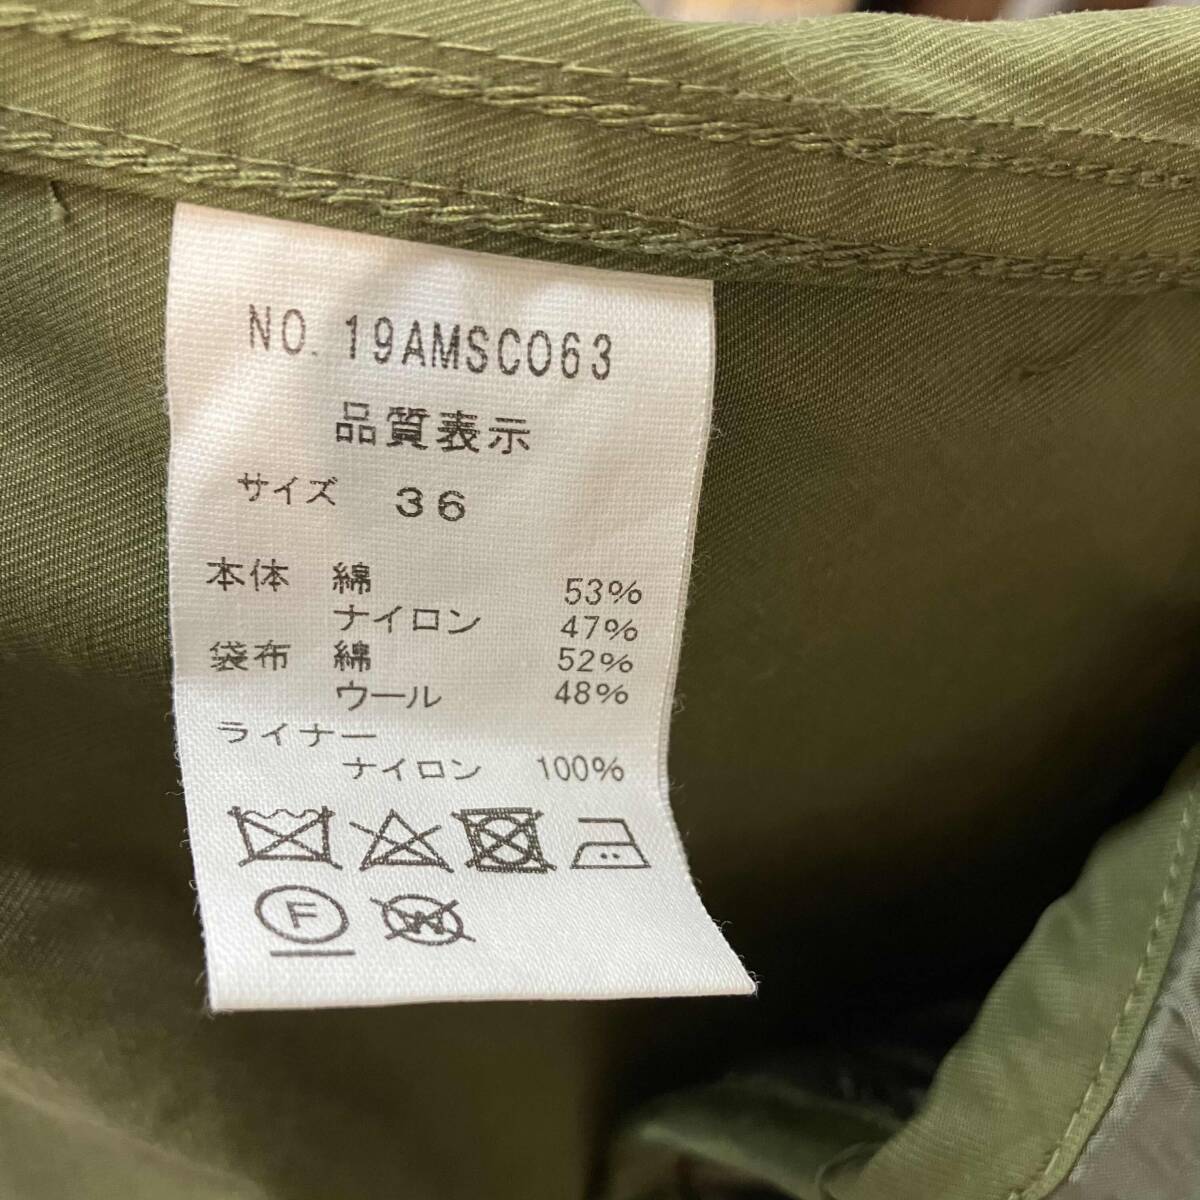 NO. 19AMSCO63
品質表示
サイズ 36
本体 綿 53%
ナイロン 47%
袋布 綿 52%
ウール 48%
ライナー
ナイロン 100%
F
W